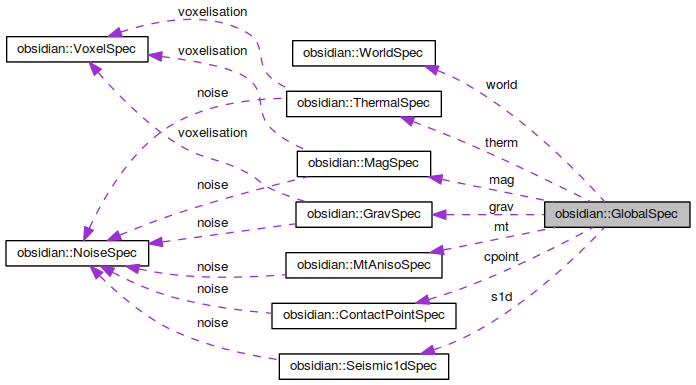 voxelisation
obsidian::VoxelSpec
voxelisation
obsidian::WorldSpec
world
noise
obsidian::ThermalSpec
voxelisation
therm
obsidian::MagSpec
mag
noise
obsidian::GravSpec
grav
obsidian::GlobalSpec
noise
mt
obsidian::NoiseSpec
noise
obsidian::MtAnisoSpec
cpoint
noise
s1d
obsidian::ContactPointSpec
noise
obsidian::Seismic1dSpec